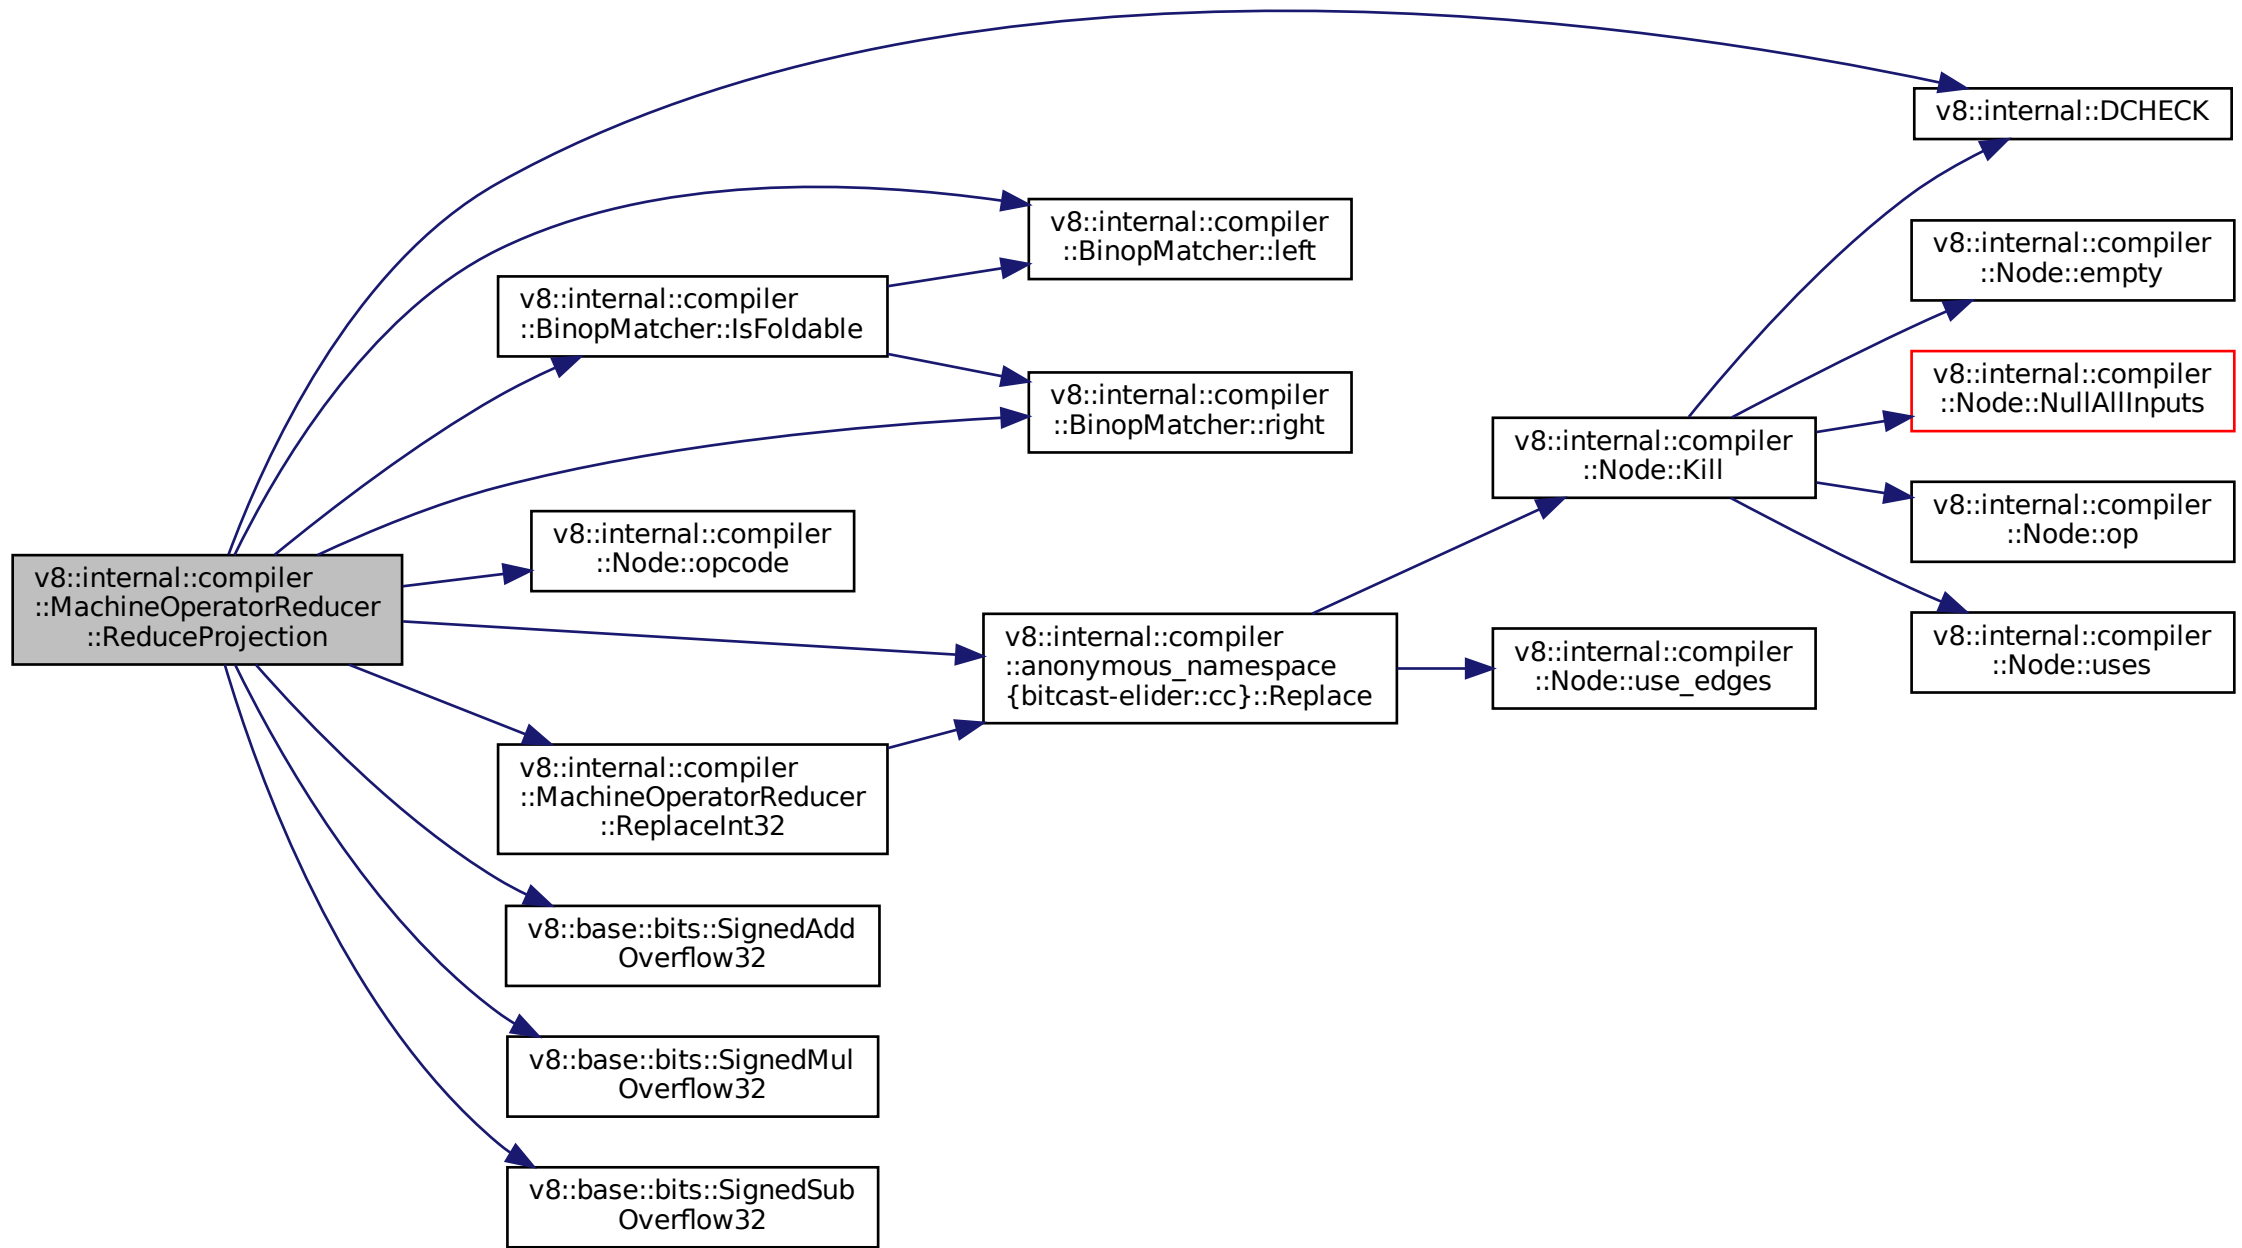 v8::internal::compiler
::MachineOperatorReducer
::ReduceProjection
v8::internal::DCHECK
v8::internal::compiler
::BinopMatcher::left
v8::internal::compiler
::BinopMatcher::IsFoldable
v8::internal::compiler
::BinopMatcher::right
v8::internal::compiler
::Node::opcode
v8::internal::compiler
::anonymous_namespace
{bitcast-elider::cc}::Replace
v8::internal::compiler
::MachineOperatorReducer
::ReplaceInt32
v8::base::bits::SignedAdd
Overflow32
v8::base::bits::SignedMul
Overflow32
v8::base::bits::SignedSub
Overflow32
v8::internal::compiler
::Node::Kill
v8::internal::compiler
::Node::use_edges
v8::internal::compiler
::Node::empty
v8::internal::compiler
::Node::NullAllInputs
v8::internal::compiler
::Node::op
v8::internal::compiler
::Node::uses